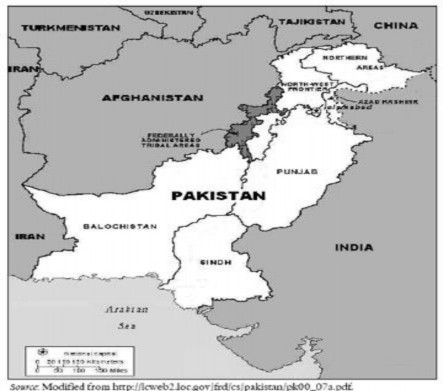 UZBEKISTAN
TAJIKISTAN
CHINA
TURKMENISTAN
IRAN
NORTHERN
AREAS
NORTH-WEST
FRONTIER
AFGHANISTAN
AZAD KASHMIR
Islamabad
FEDERALLY
ADMINISTERED
TRIBAL AREAS
PUNJAB
PAKISTAN
BALOCHISTAN
IRAN
INDIA
SINDH
Arabian
Sea
National capital
0 50 100 150 Kilometers
0 50 100 150 Miles
Source: Modified from http://lcweb2.loc.gov/frd/cs/pakistan/pk00_07a.pdf.